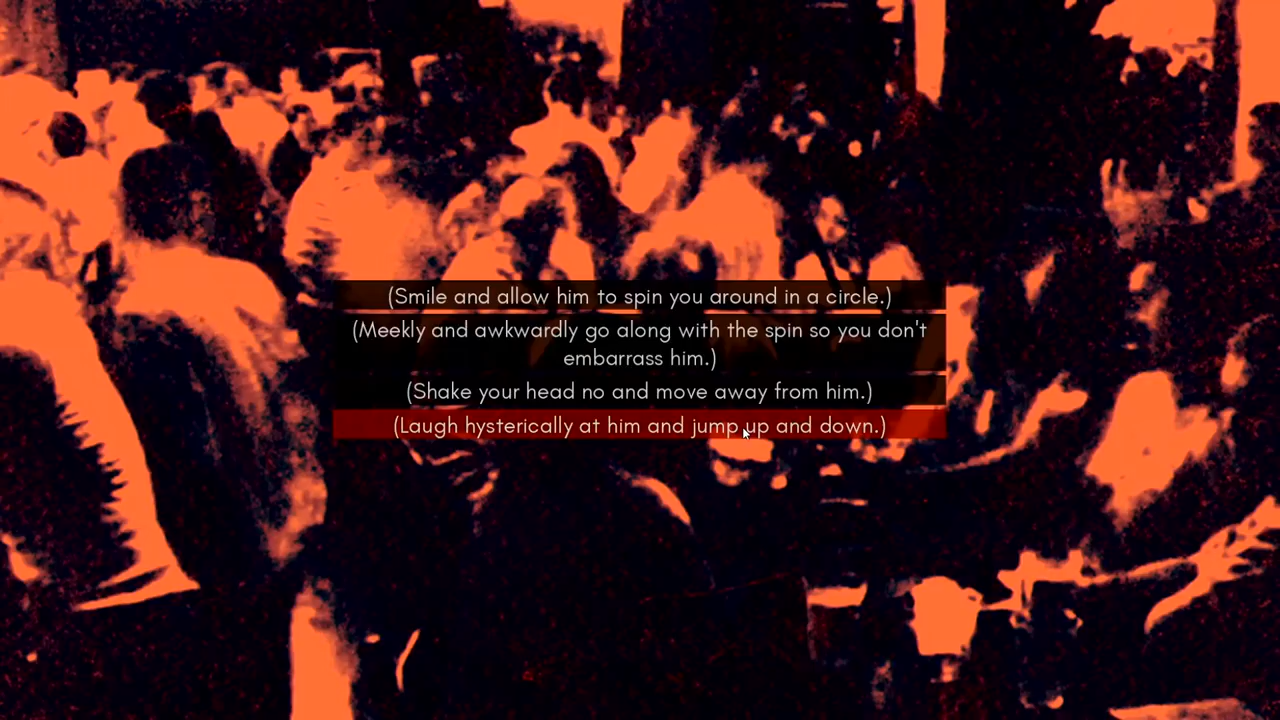 (Smile and allow him to spin you around in a circle.)
(Meekly and awkwardly go along with the spin so you don't
embarrass him.)
(Shake your head no and move away from him.)
(Laugh hysterically at him and jump up and down.)